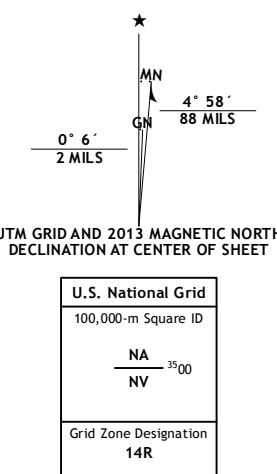 ★
MN
GN
4° 58´
88 MILS
0° 6´
2 MILS
UTM GRID AND 2013 MAGNETIC NORTH
DECLINATION AT CENTER OF SHEET
U.S. National Grid
100,000-m Square ID
NA
³⁵00
NV
Grid Zone Designation
14R